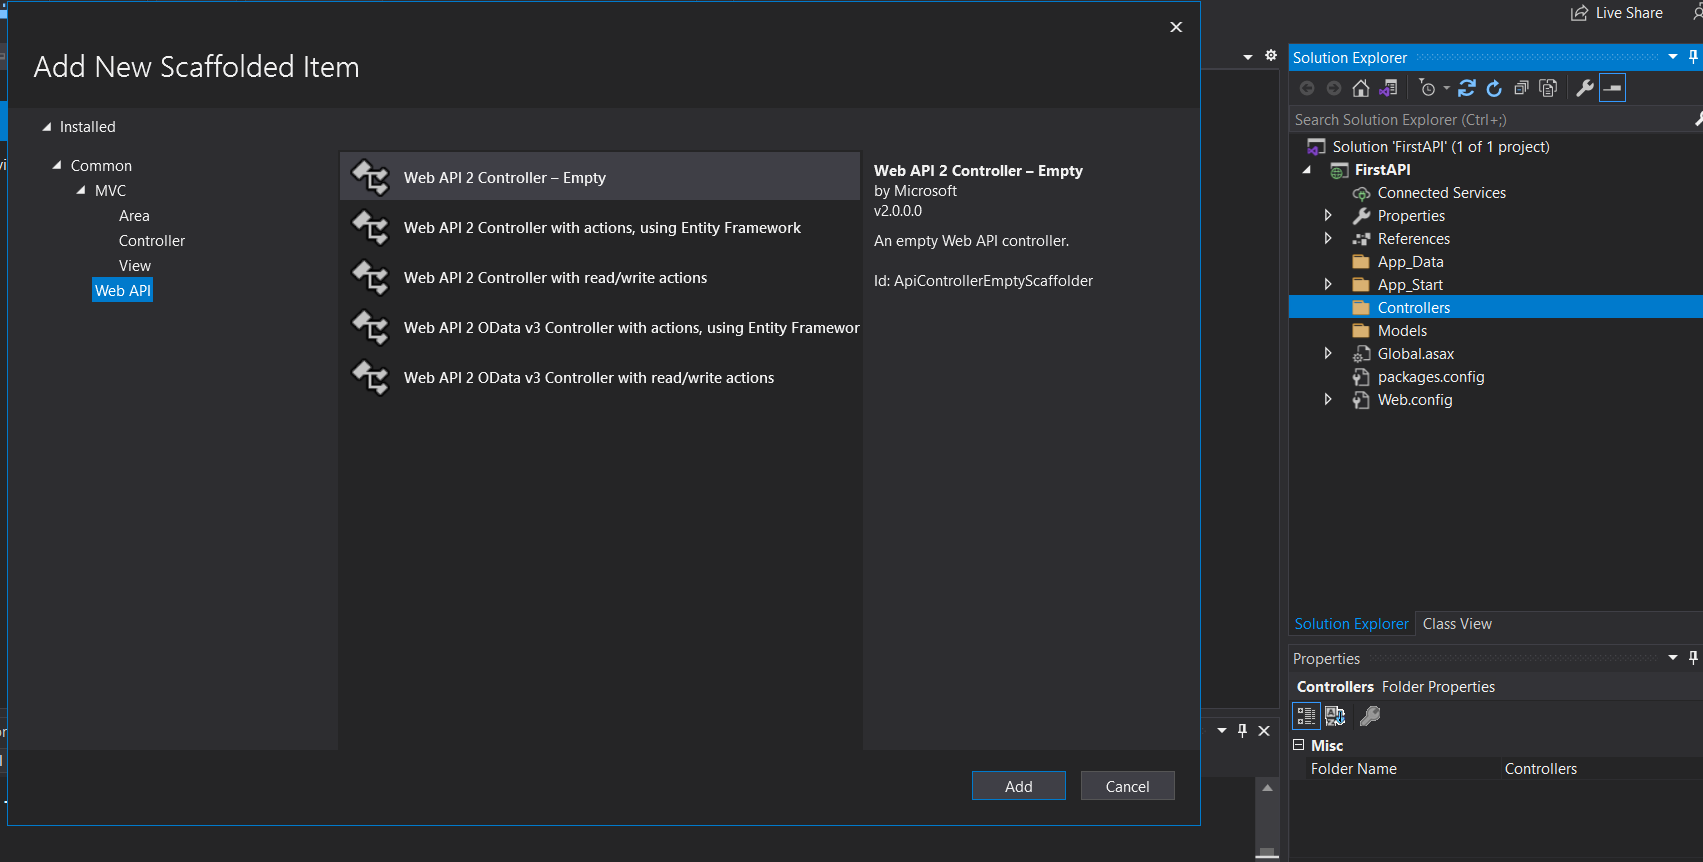 Live Share
Add New Scaffolded Item
Installed
Common
MVC
Area
Controller
View
Web API
Web API 2 Controller – Empty
Web API 2 Controller with actions, using Entity Framework
Web API 2 Controller with read/write actions
Web API 2 OData v3 Controller with actions, using Entity Framewor
Web API 2 OData v3 Controller with read/write actions
Web API 2 Controller – Empty
by Microsoft
v2.0.0.0
An empty Web API controller.
Id: ApiControllerEmptyScaffolder
Add
Cancel
Solution Explorer
Search Solution Explorer (Ctrl+;)
Solution 'FirstAPI' (1 of 1 project)
FirstAPI
Connected Services
Properties
References
App_Data
App_Start
Controllers
Models
Global.asax
packages.config
Web.config
Solution Explorer
Class View
Properties
Controllers Folder Properties
Misc
Folder Name Controllers